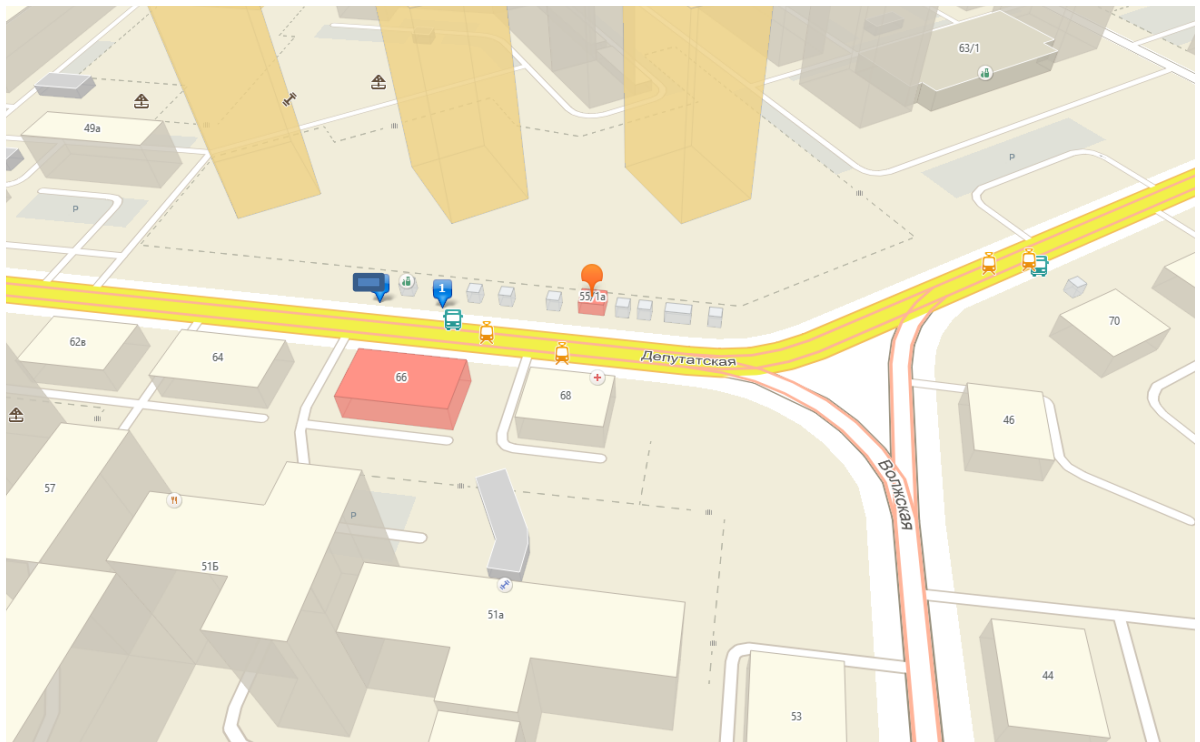 63/1
49а
P
P
1
55/1а
62в
64
66
68
Депутатская
70
46
57
P
51Б
51а
Волжская
53
44